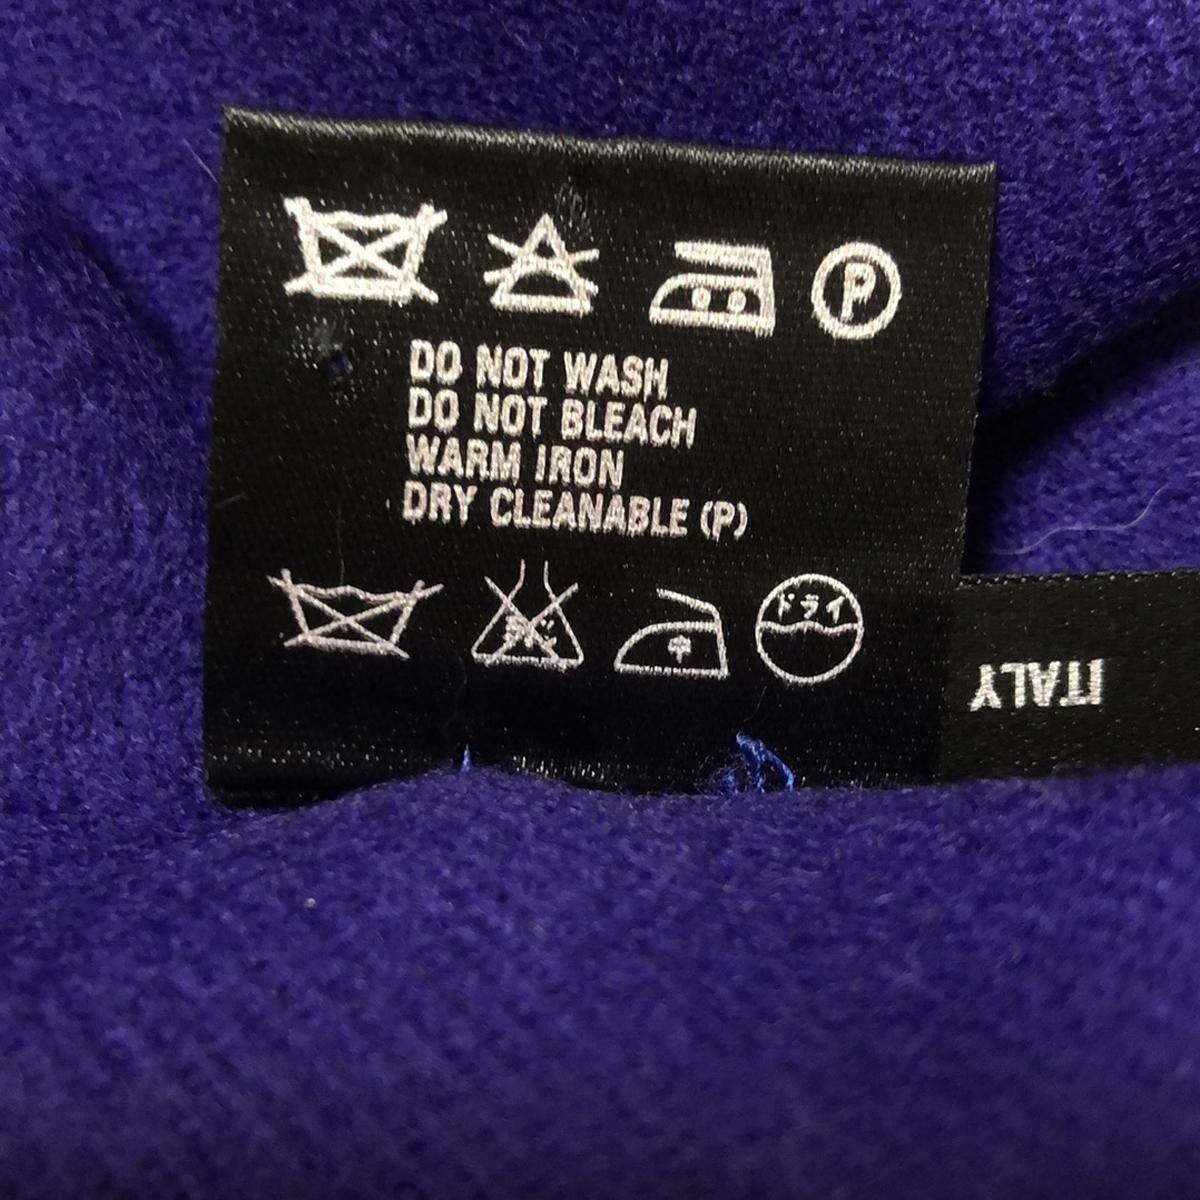 P
DO NOT WASH
DO NOT BLEACH
WARM IRON
DRY CLEANABLE (P)
中
ドライ
ITALY